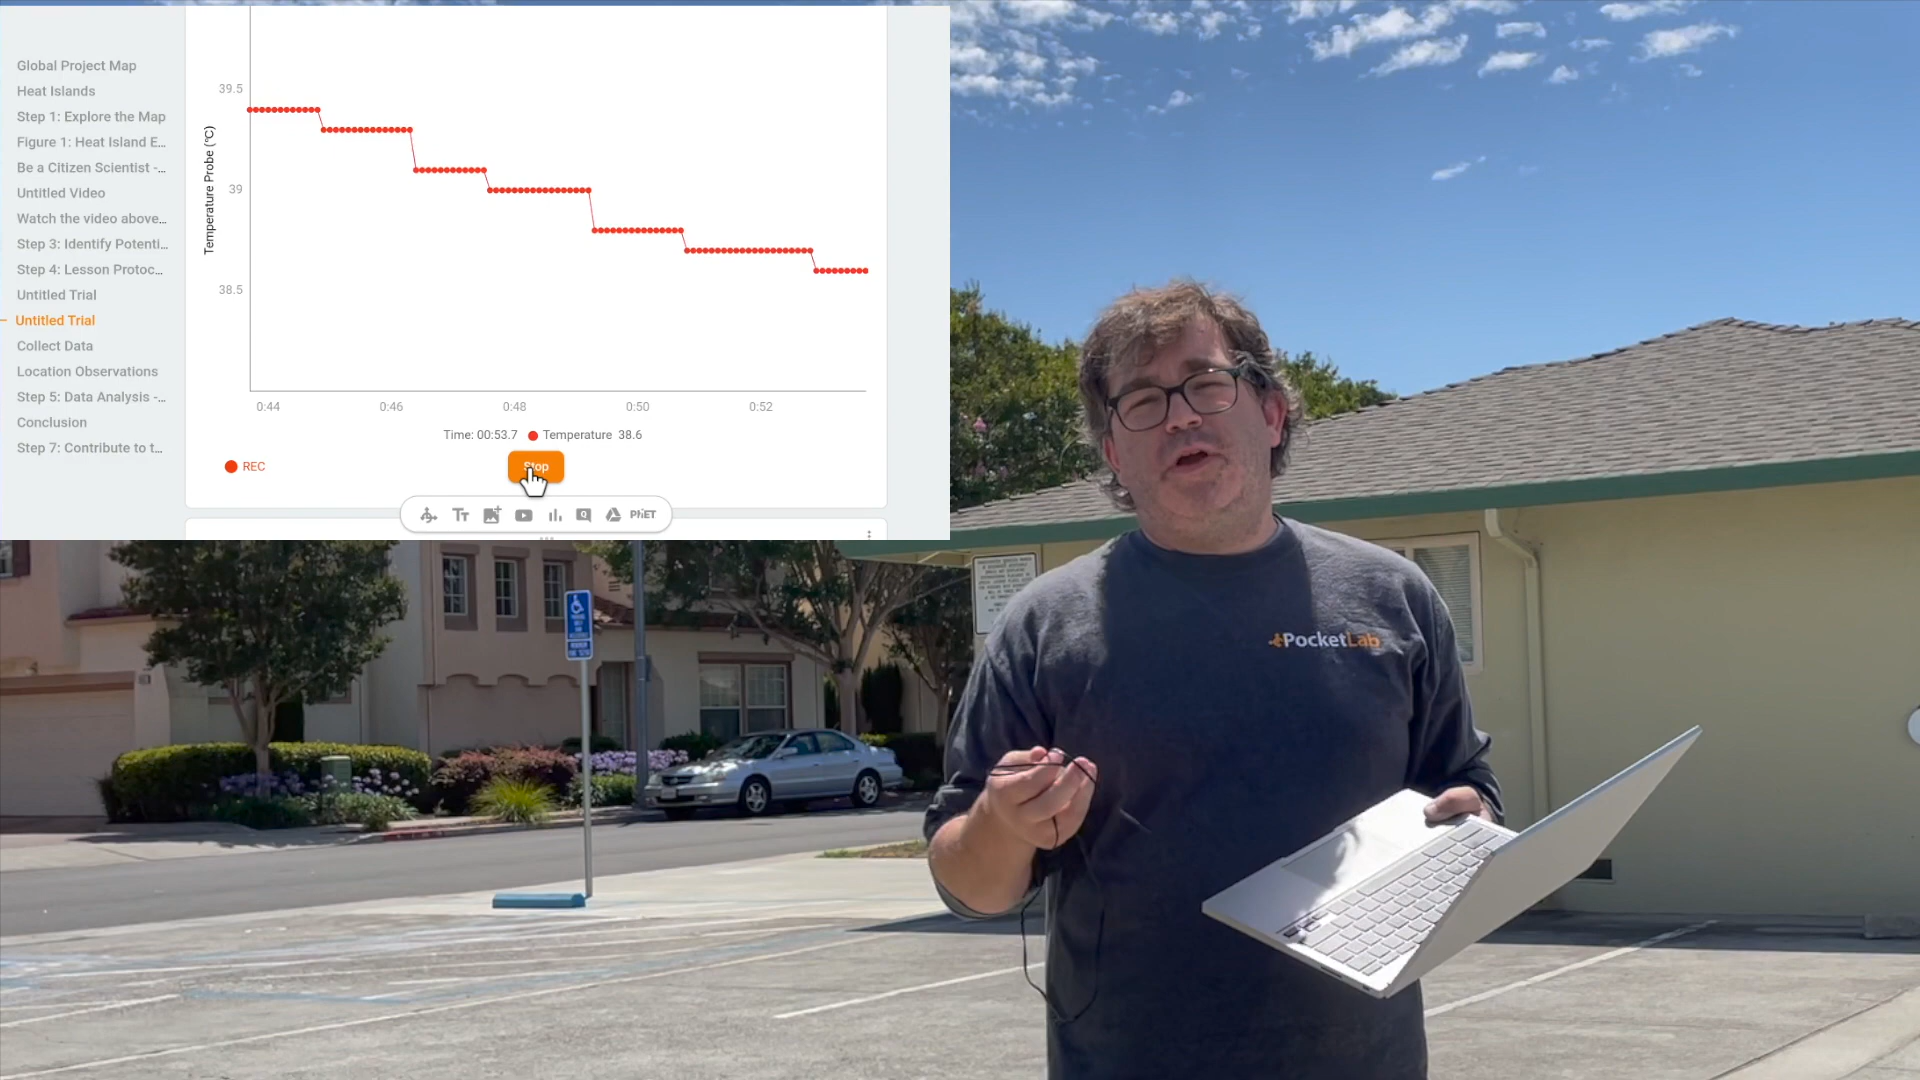 Global Project Map
Heat Islands
Step 1: Explore the Map
Figure 1: Heat Island E...
Be a Citizen Scientist -...
Untitled Video
Watch the video above...
Step 3: Identify Potenti...
Step 4: Lesson Protoc...
Untitled Trial
Untitled Trial
Collect Data
Location Observations
Step 5: Data Analysis -...
Conclusion
Step 7: Contribute to t...
Temperature Probe (°C)
39.5
39
38.5
0:44 0:46 0:48 0:50 0:52
Time: 00:53.7 Temperature 38.6
REC
Stop
TT PhET
PocketLab